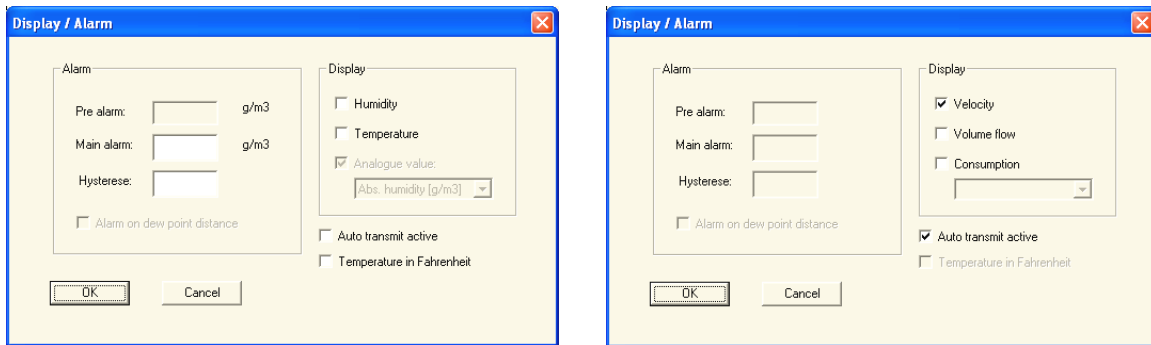 Display / Alarm
Alarm
Pre alarm: g/m3
Main alarm: g/m3
Hysterese:
Alarm on dew point distance
Display
Humidity
Temperature
Analogue value:
Abs. humidity [g/m3]
Auto transmit active
Temperature in Fahrenheit
OK Cancel
Display / Alarm
Alarm
Pre alarm:
Main alarm:
Hysterese:
Alarm on dew point distance
Display
Velocity
Volume flow
Consumption
Auto transmit active
Temperature in Fahrenheit
OK Cancel